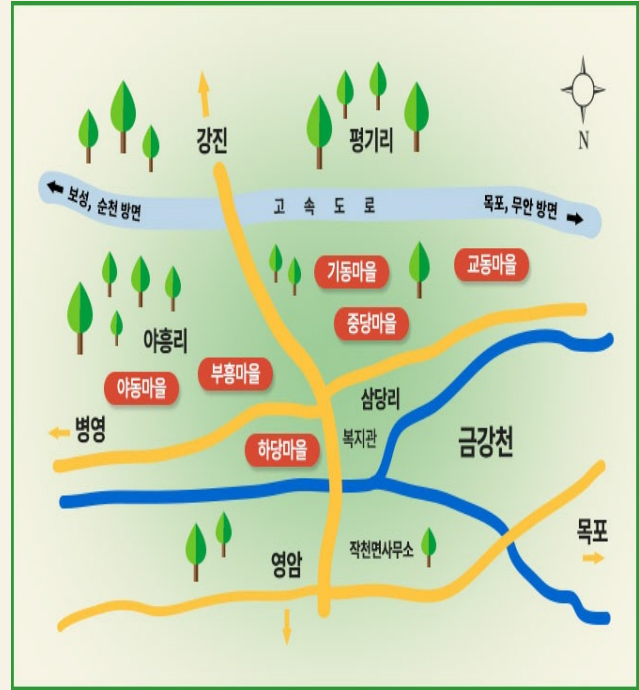 강진
평기리
N
보성, 순천 방면
고 속 도 로
목포, 무안 방면
기동마을
교동마을
중당마을
야흥리
부흥마을
야동마을
삼당리
병영
복지관
하당마을
금강천
목포
작천면사무소
영암